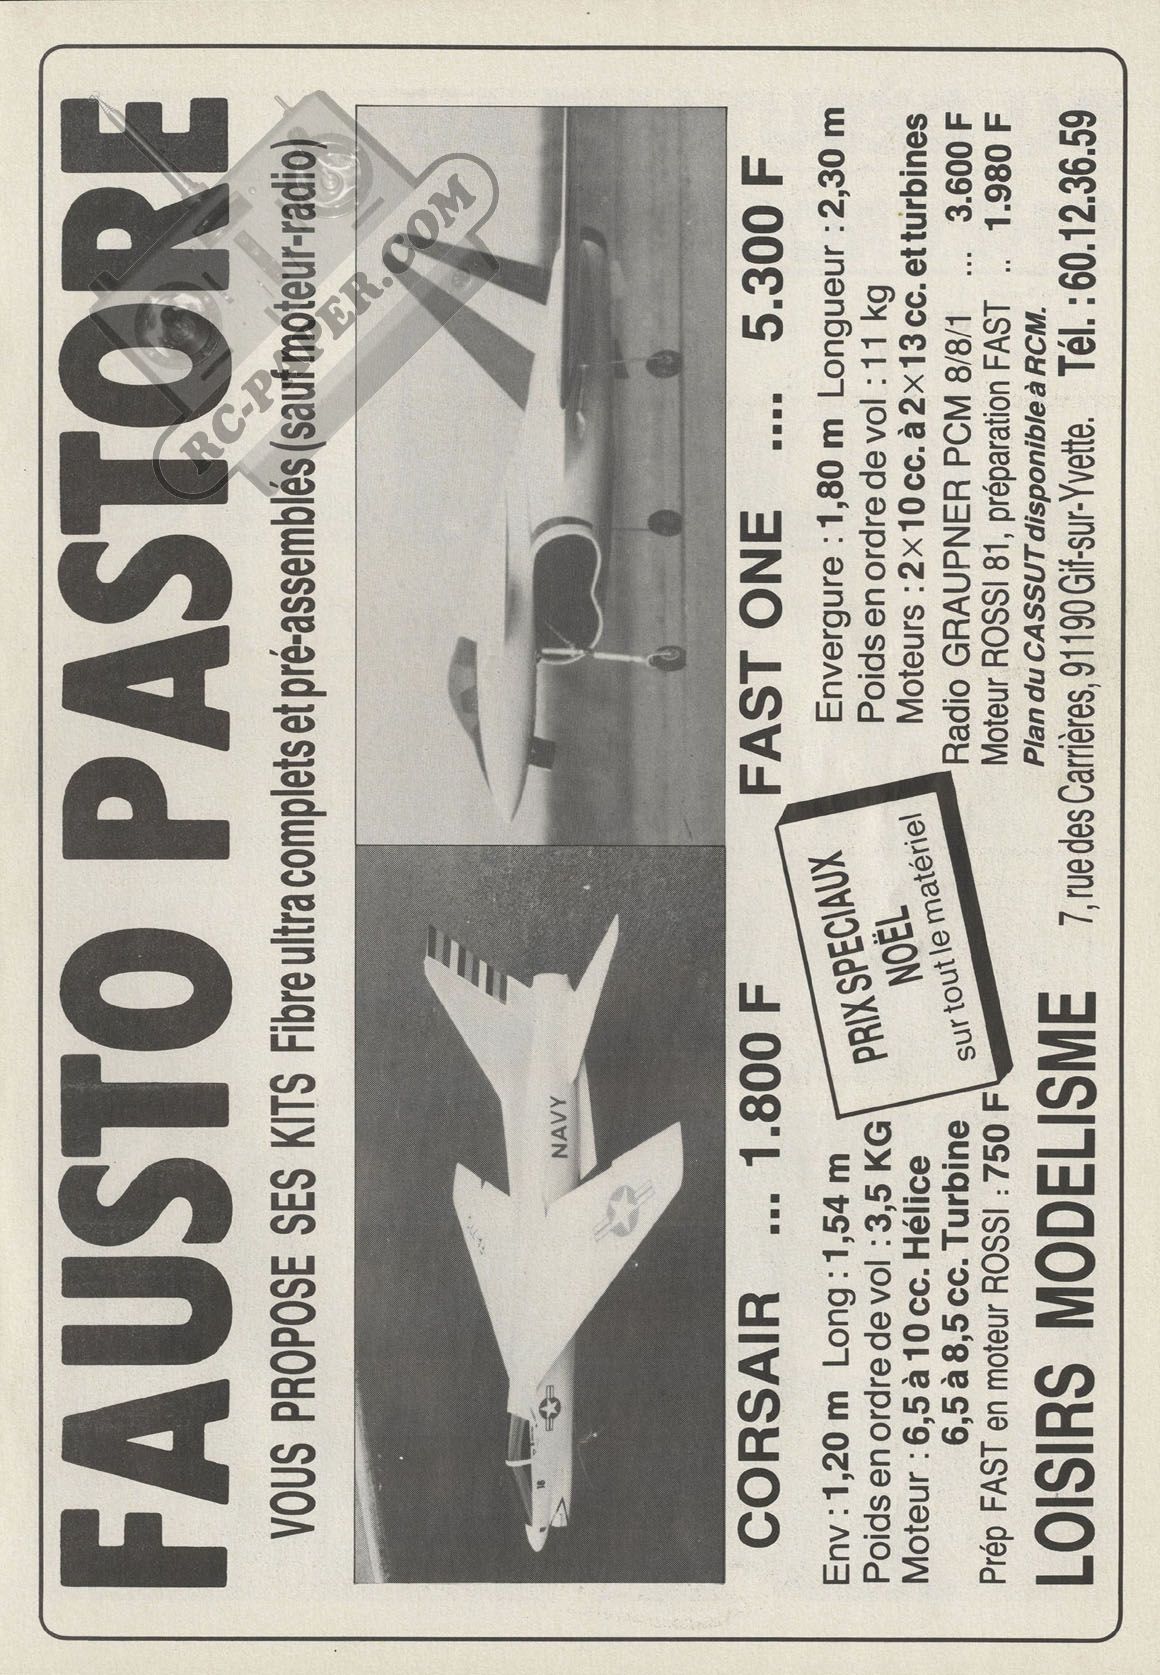 FAUSTO PASTORE
VOUS PROPOSE SES KITS Fibre ultra complets et pré-assemblés (sauf moteur-radio)
RC-PAPER.COM
NAVY
18
CORSAIR ... 1.800 F
Env : 1,20 m Long : 1,54 m
Poids en ordre de vol : 3,5 KG
Moteur : 6,5 à 10 cc. Hélice
6,5 à 8,5 cc. Turbine
Prép FAST en moteur ROSSI : 750 F
PRIX SPECIAUX
NOËL
sur tout le matériel
FAST ONE .... 5.300 F
Envergure : 1,80 m Longueur : 2,30 m
Poids en ordre de vol : 11 kg
Moteurs : 2×10 cc. à 2×13 cc. et turbines
Radio GRAUPNER PCM 8/8/1 ... 3.600 F
Moteur ROSSI 81, préparation FAST .. 1.980 F
Plan du CASSUT disponible à RCM.
LOISIRS MODELISME
7, rue des Carrières, 91190 Gif-sur-Yvette. Tél. : 60.12.36.59